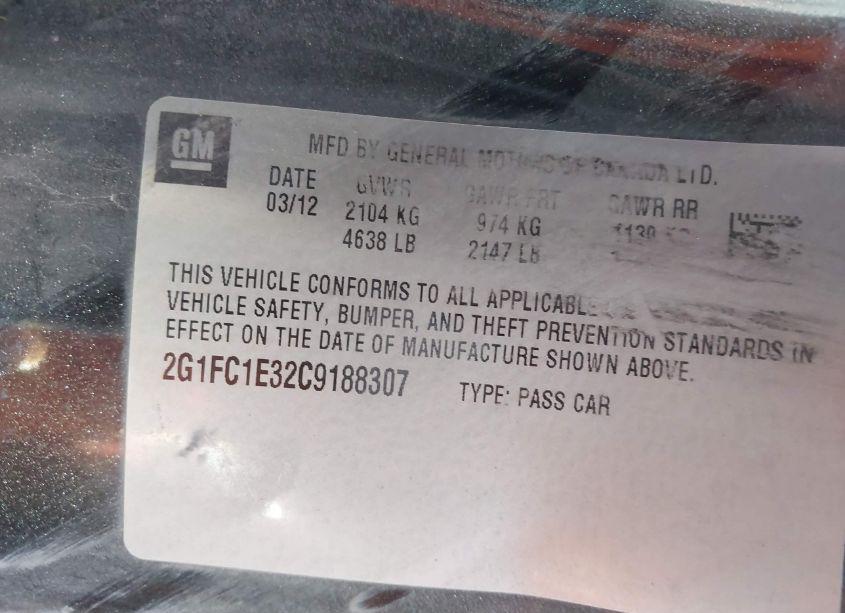 GM
MFD BY GENERAL MOTORS OF CANADA LTD.
DATE GVWR GAWR FRT GAWR RR
03/12 2104 KG 974 KG 1130 KG
4638 LB 2147 LB
THIS VEHICLE CONFORMS TO ALL APPLICABLE
VEHICLE SAFETY, BUMPER, AND THEFT PREVENTION STANDARDS IN
EFFECT ON THE DATE OF MANUFACTURE SHOWN ABOVE.
2G1FC1E32C9188307 TYPE: PASS CAR